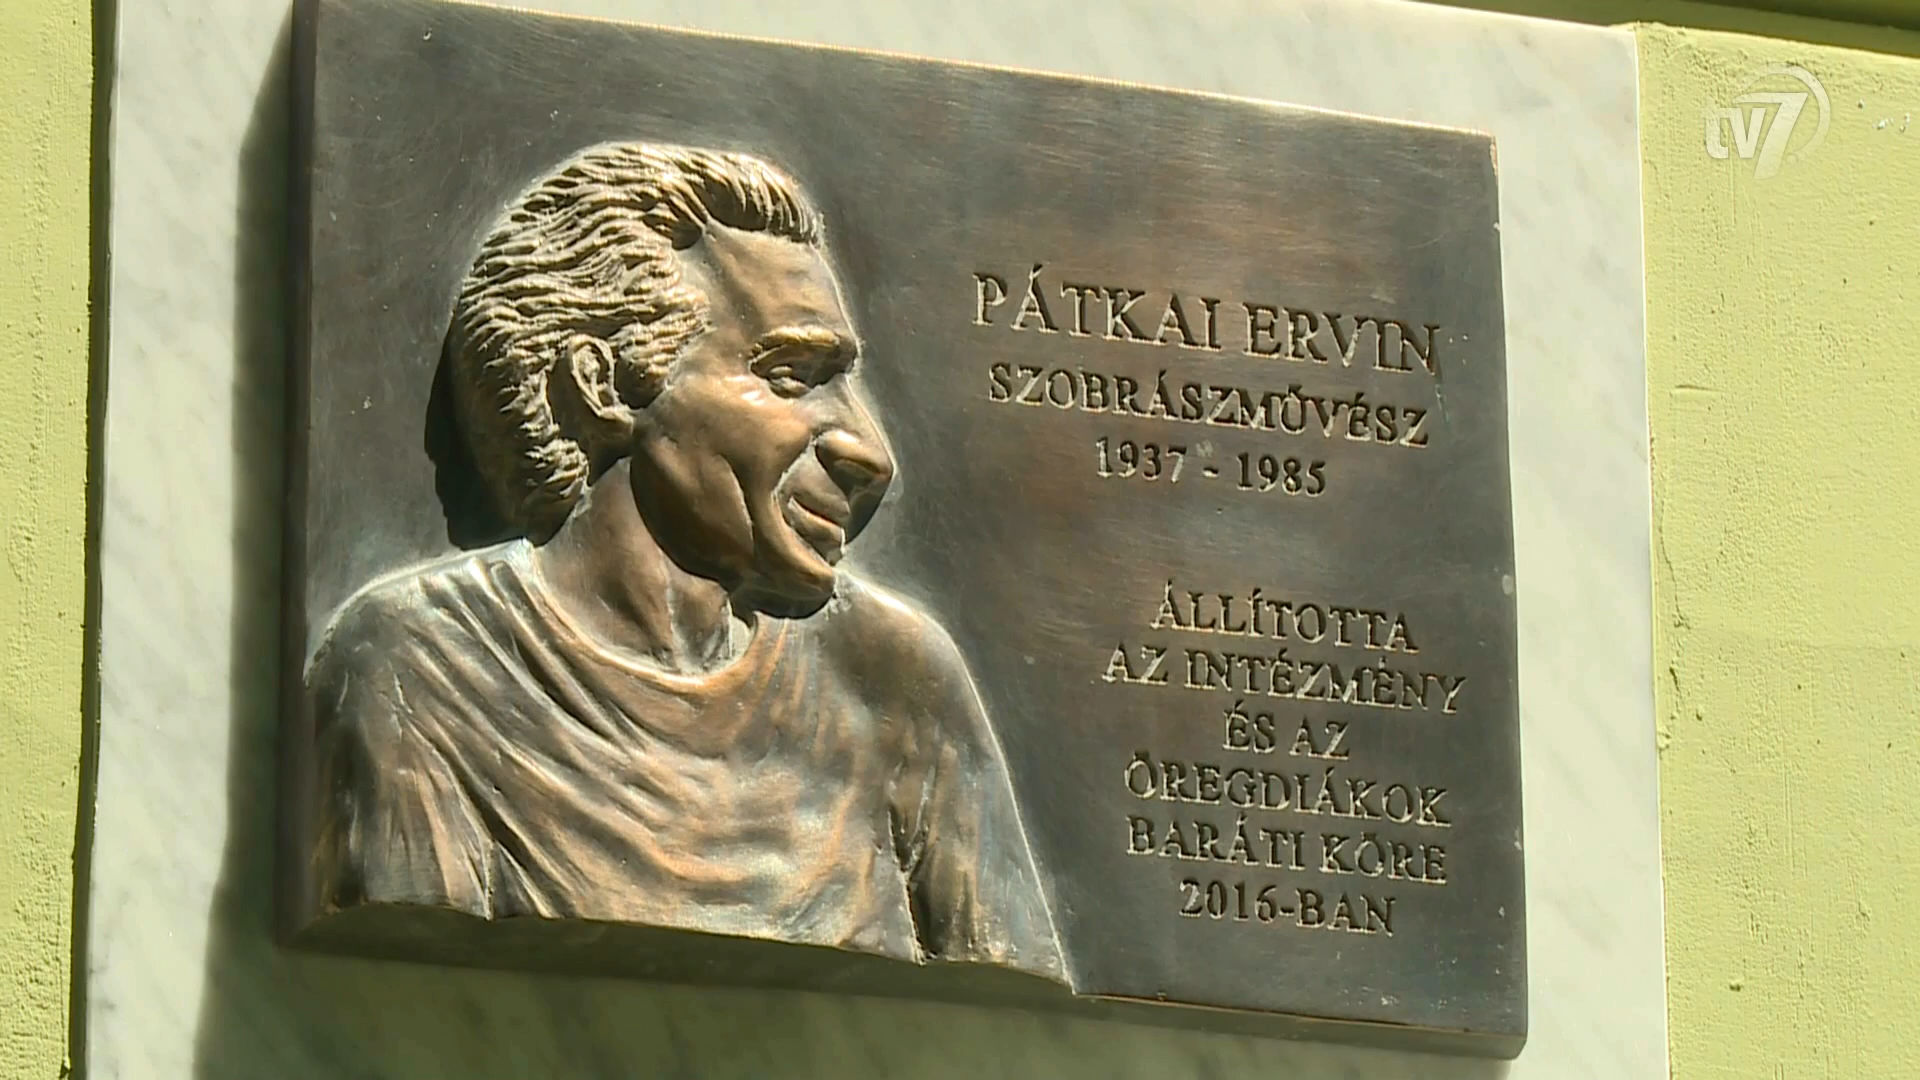 tv7
PÁTKAI ERVIN
SZOBRÁSZMŰVÉSZ
1937 - 1985
ÁLLÍTOTTA
AZ INTÉZMÉNY
ÉS AZ
ÖREGDIÁKOK
BARÁTI KÖRE
2016-BAN